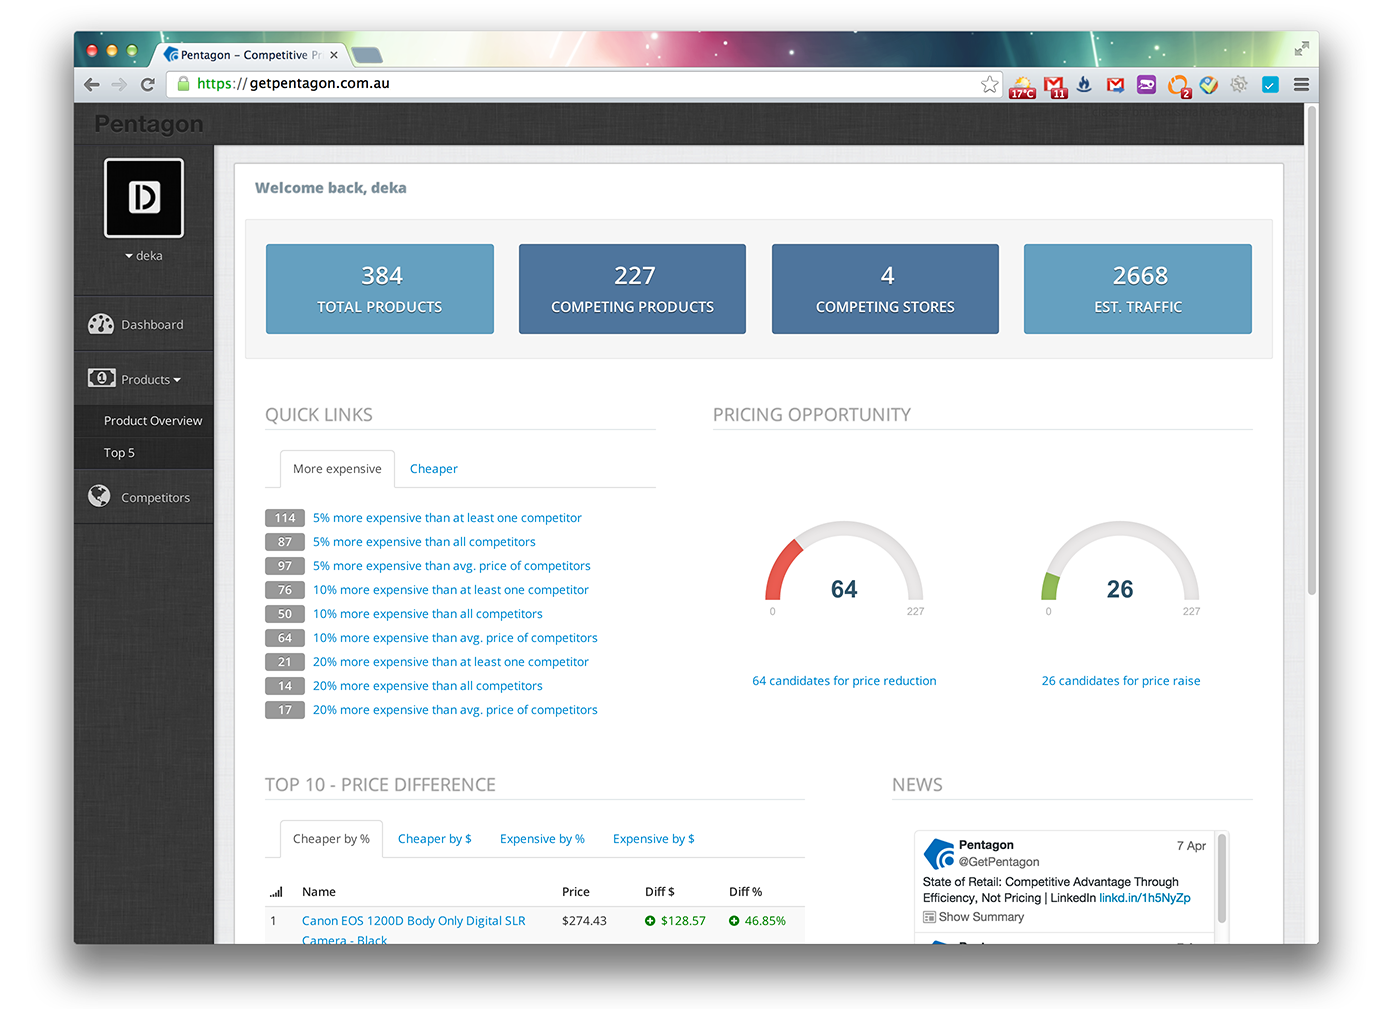 Pentagon – Competitive Pr
https://getpentagon.com.au
17°C
11
2
Pentagon
deka
Dashboard
Products
Product Overview
Top 5
Competitors
Welcome back, deka
384
TOTAL PRODUCTS
227
COMPETING PRODUCTS
4
COMPETING STORES
2668
EST. TRAFFIC
QUICK LINKS
More expensive Cheaper
114 5% more expensive than at least one competitor
87 5% more expensive than all competitors
97 5% more expensive than avg. price of competitors
76 10% more expensive than at least one competitor
50 10% more expensive than all competitors
64 10% more expensive than avg. price of competitors
21 20% more expensive than at least one competitor
14 20% more expensive than all competitors
17 20% more expensive than avg. price of competitors
PRICING OPPORTUNITY
64
0 227
64 candidates for price reduction
26
0 227
26 candidates for price raise
TOP 10 - PRICE DIFFERENCE
Cheaper by % Cheaper by $ Expensive by % Expensive by $
Name Price Diff $ Diff %
1 Canon EOS 1200D Body Only Digital SLR $274.43 $128.57 46.85%
Camera - Black
NEWS
Pentagon 7 Apr
@GetPentagon
State of Retail: Competitive Advantage Through
Efficiency, Not Pricing | LinkedIn linkd.in/1h5NyZp
Show Summary